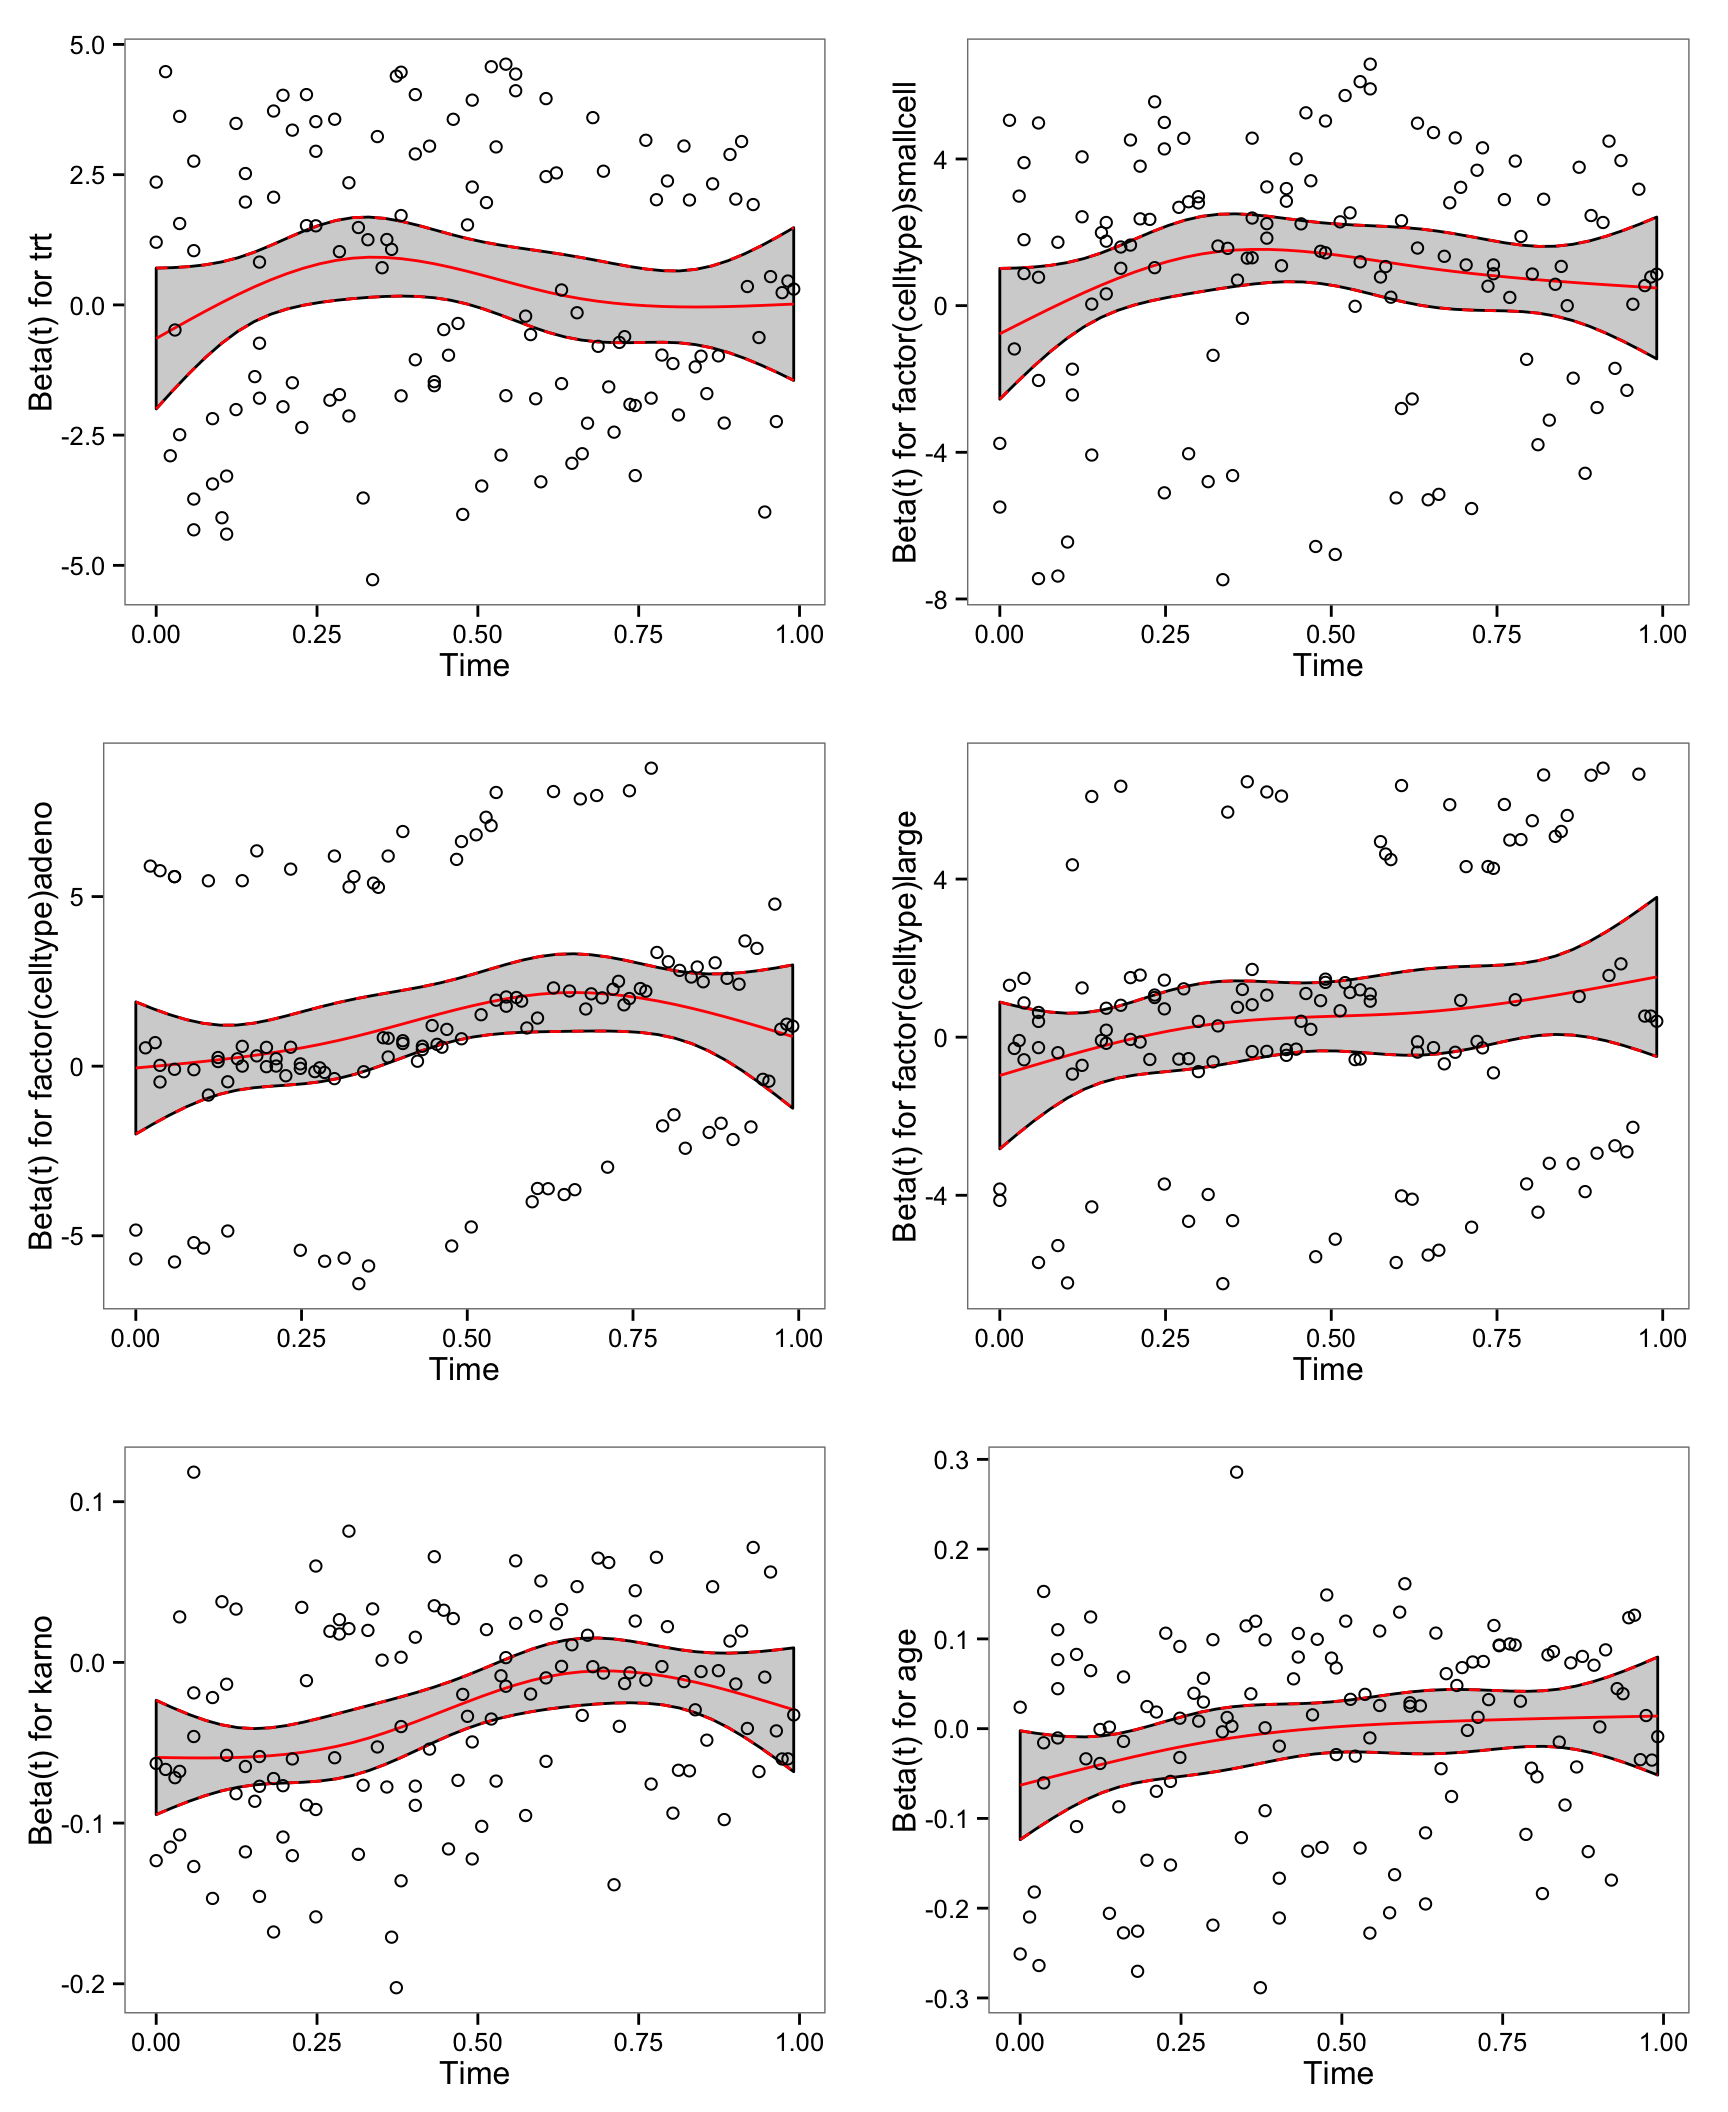 Beta(t) for trt
5.0
2.5
0.0
-2.5
-5.0
0.00 0.25 0.50 0.75 1.00
Time
Beta(t) for factor(celltype)smallcell
4
0
-4
-8
0.00 0.25 0.50 0.75 1.00
Time
Beta(t) for factor(celltype)adeno
5
0
-5
0.00 0.25 0.50 0.75 1.00
Time
Beta(t) for factor(celltype)large
4
0
-4
0.00 0.25 0.50 0.75 1.00
Time
Beta(t) for karno
0.1
0.0
-0.1
-0.2
0.00 0.25 0.50 0.75 1.00
Time
Beta(t) for age
0.3
0.2
0.1
0.0
-0.1
-0.2
-0.3
0.00 0.25 0.50 0.75 1.00
Time